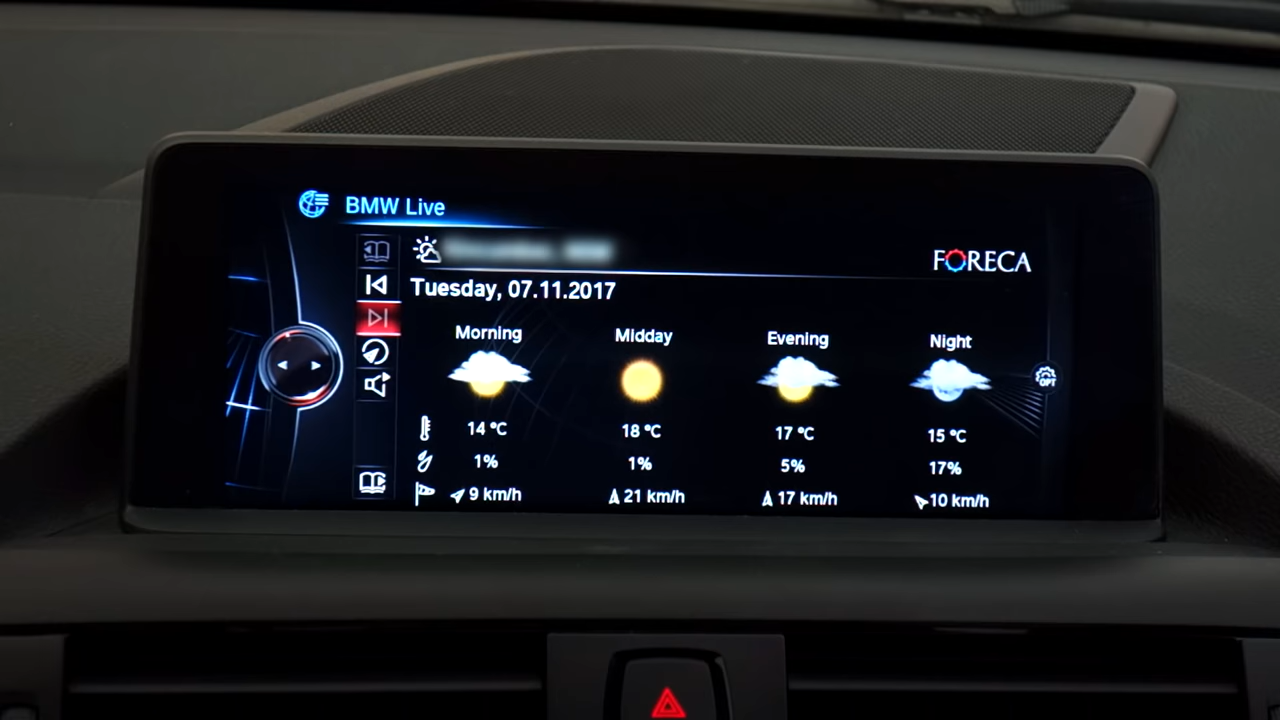 BMW Live
FORECA
Tuesday, 07.11.2017
Morning Midday Evening Night
14 °C 18 °C 17 °C 15 °C
1% 1% 5% 17%
9 km/h 21 km/h 17 km/h 10 km/h
OPT